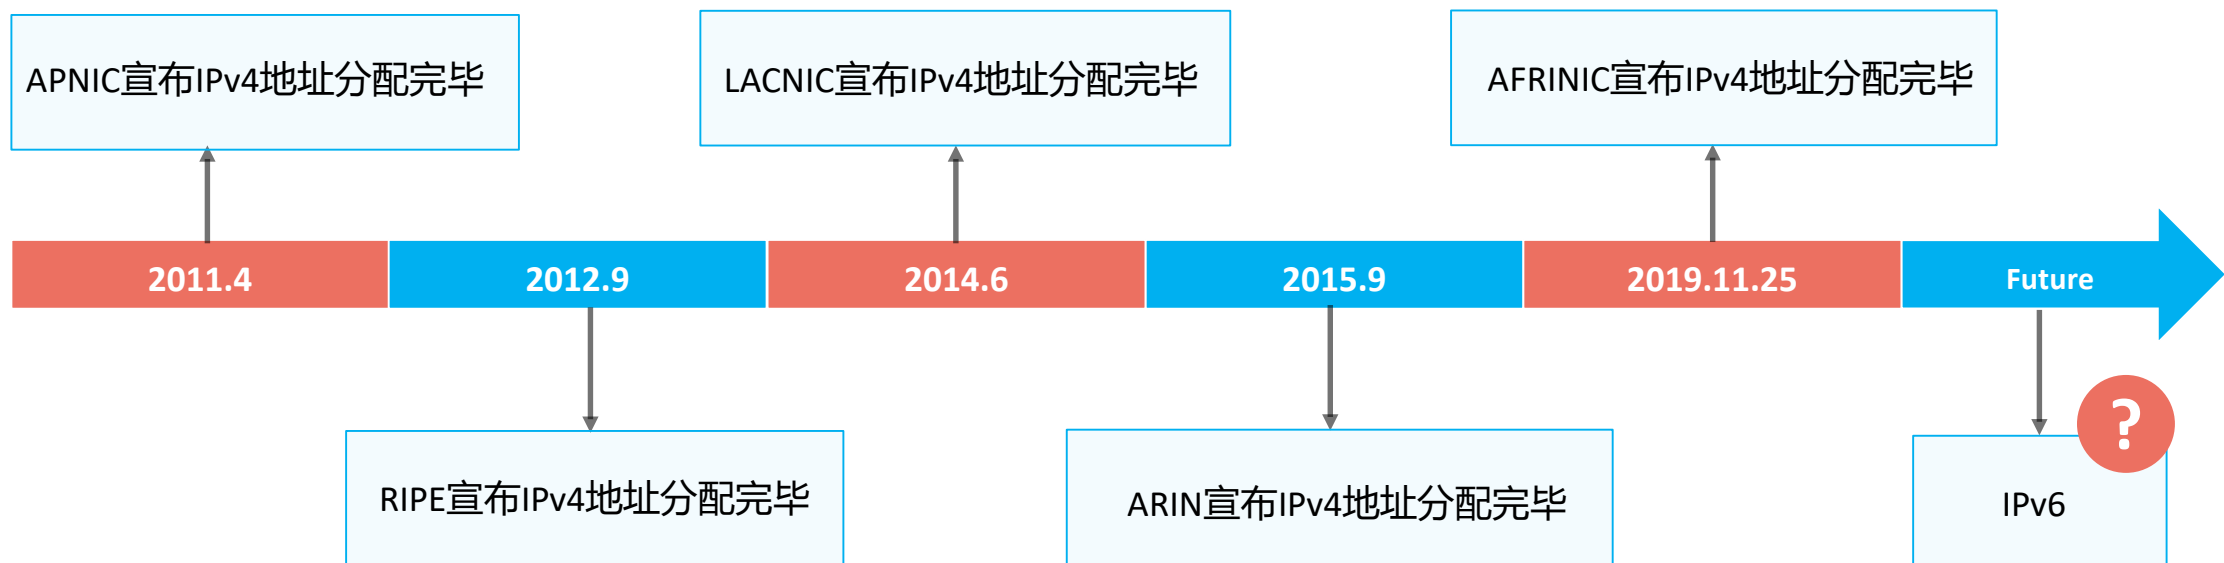 APNIC宣布IPv4地址分配完毕
LACNIC宣布IPv4地址分配完毕
AFRINIC宣布IPv4地址分配完毕
2011.4
2012.9
2014.6
2015.9
2019.11.25
Future
?
RIPE宣布IPv4地址分配完毕
ARIN宣布IPv4地址分配完毕
IPv6